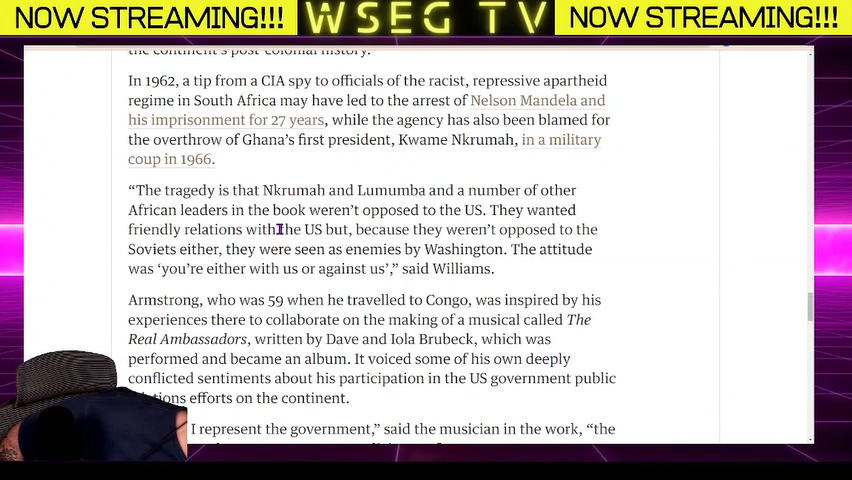 NOW STREAMING!!! WSEG TV NOW STREAMING!!!
the continent's post-colonial history.
In 1962, a tip from a CIA spy to officials of the racist, repressive apartheid
regime in South Africa may have led to the arrest of Nelson Mandela and
his imprisonment for 27 years, while the agency has also been blamed for
the overthrow of Ghana's first president, Kwame Nkrumah, in a military
coup in 1966.
“The tragedy is that Nkrumah and Lumumba and a number of other
African leaders in the book weren't opposed to the US. They wanted
friendly relations with the US but, because they weren't opposed to the
Soviets either, they were seen as enemies by Washington. The attitude
was ‘you're either with us or against us’,” said Williams.
Armstrong, who was 59 when he travelled to Congo, was inspired by his
experiences there to collaborate on the making of a musical called The
Real Ambassadors, written by Dave and Iola Brubeck, which was
performed and became an album. It voiced some of his own deeply
conflicted sentiments about his participation in the US government public
efforts on the continent.
I represent the government,” said the musician in the work, “the